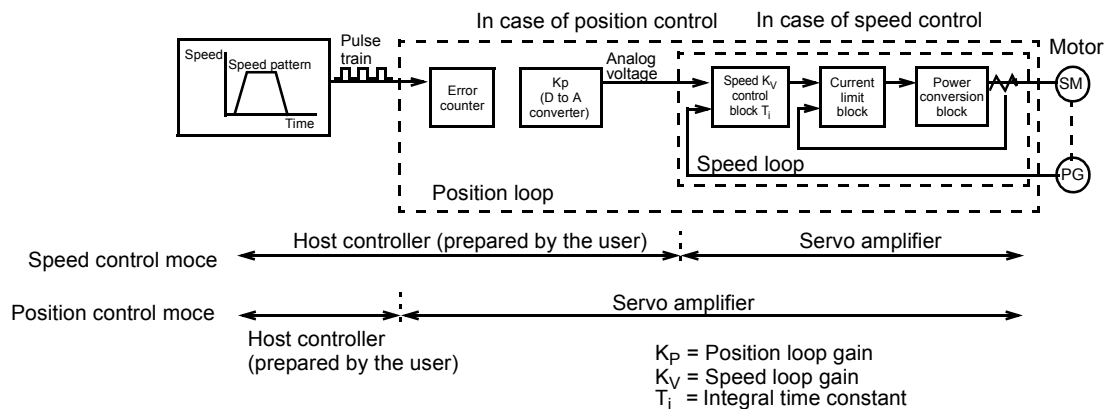 In case of position control
In case of speed control
Speed
Speed pattern
Time
Pulse
train
Error
counter
Kp
(D to A
converter)
Analog
voltage
Speed KV
control
block Ti
Current
limit
block
Power
conversion
block
Motor
SM
PG
Speed loop
Position loop
Host controller (prepared by the user)
Servo amplifier
Speed control moce
Servo amplifier
Position control moce
Host controller
(prepared by the user)
KP = Position loop gain
KV = Speed loop gain
Ti = Integral time constant